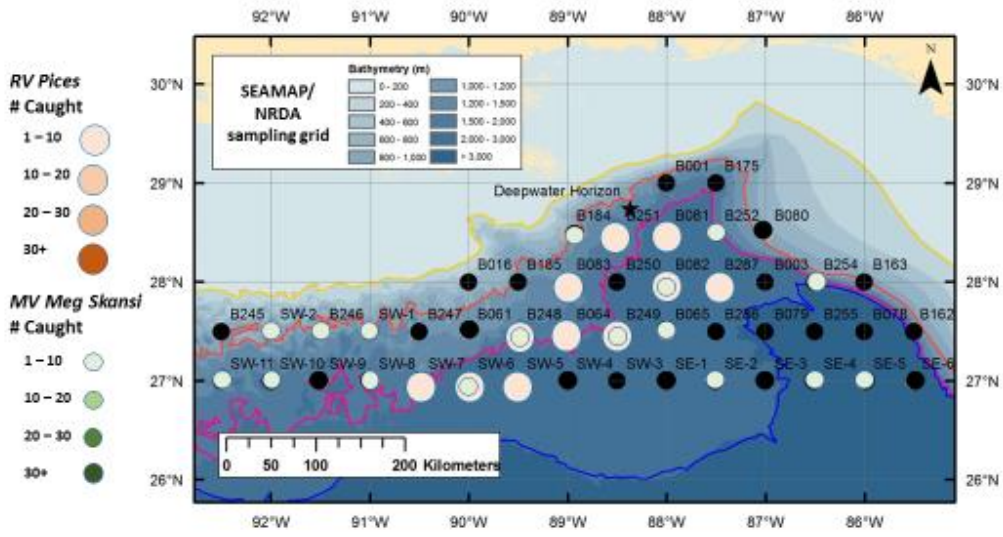 92°W 91°W 90°W 89°W 88°W 87°W 86°W
RV Pices
# Caught
1 – 10
10 – 20
20 – 30
30+
MV Meg Skansi
# Caught
1 – 10
10 – 20
20 – 30
30+
SEAMAP/
NRDA
sampling grid
Bathymetry (m)
0 - 200
200 - 400
400 - 600
600 - 800
800 - 1,000
1,000 - 1,200
1,200 - 1,500
1,500 - 2,000
2,000 - 3,000
> 3,000
N
30°N 30°N
29°N 29°N
28°N 28°N
27°N 27°N
26°N 26°N
B001 B175
Deepwater Horizon
B184 B251 B081 B252 B080
B016 B185 B083 B250 B082 B287 B003 B254 B163
B245 SW-2 B246 SW-1 B247 B061 B248 B064 B249 B065 B286 B079 B255 B078 B162
SW-11 SW-10 SW-9 SW-8 SW-7 SW-6 SW-5 SW-4 SW-3 SE-1 SE-2 SE-3 SE-4 SE-5 SE-6
0 50 100 200 Kilometers
92°W 91°W 90°W 89°W 88°W 87°W 86°W